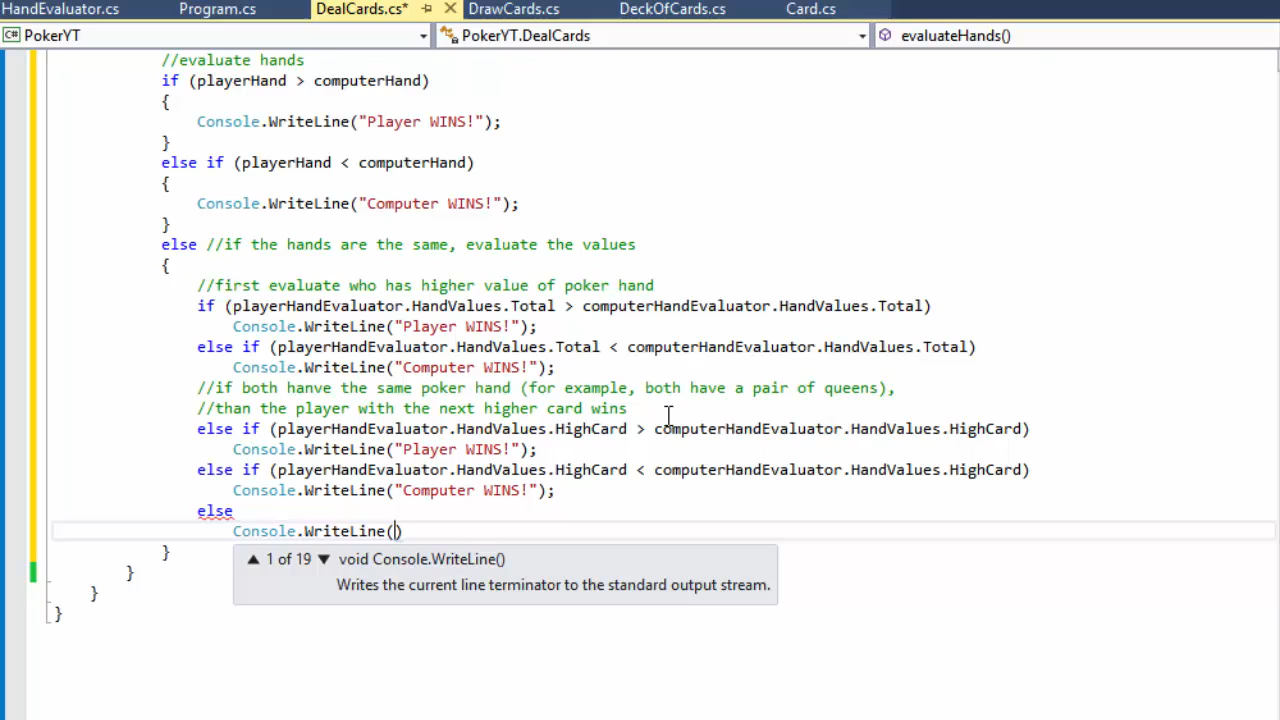 HandEvaluator.cs Program.cs DealCards.cs* DrawCards.cs DeckOfCards.cs Card.cs
C# PokerYT PokerYT.DealCards evaluateHands()
//evaluate hands
if (playerHand > computerHand)
{
Console.WriteLine("Player WINS!");
}
else if (playerHand < computerHand)
{
Console.WriteLine("Computer WINS!");
}
else //if the hands are the same, evaluate the values
{
//first evaluate who has higher value of poker hand
if (playerHandEvaluator.HandValues.Total > computerHandEvaluator.HandValues.Total)
Console.WriteLine("Player WINS!");
else if (playerHandEvaluator.HandValues.Total < computerHandEvaluator.HandValues.Total)
Console.WriteLine("Computer WINS!");
//if both hanve the same poker hand (for example, both have a pair of queens),
//than the player with the next higher card wins
else if (playerHandEvaluator.HandValues.HighCard > computerHandEvaluator.HandValues.HighCard)
Console.WriteLine("Player WINS!");
else if (playerHandEvaluator.HandValues.HighCard < computerHandEvaluator.HandValues.HighCard)
Console.WriteLine("Computer WINS!");
else
Console.WriteLine()
}
▲ 1 of 19 ▼ void Console.WriteLine()
Writes the current line terminator to the standard output stream.
}
}
}